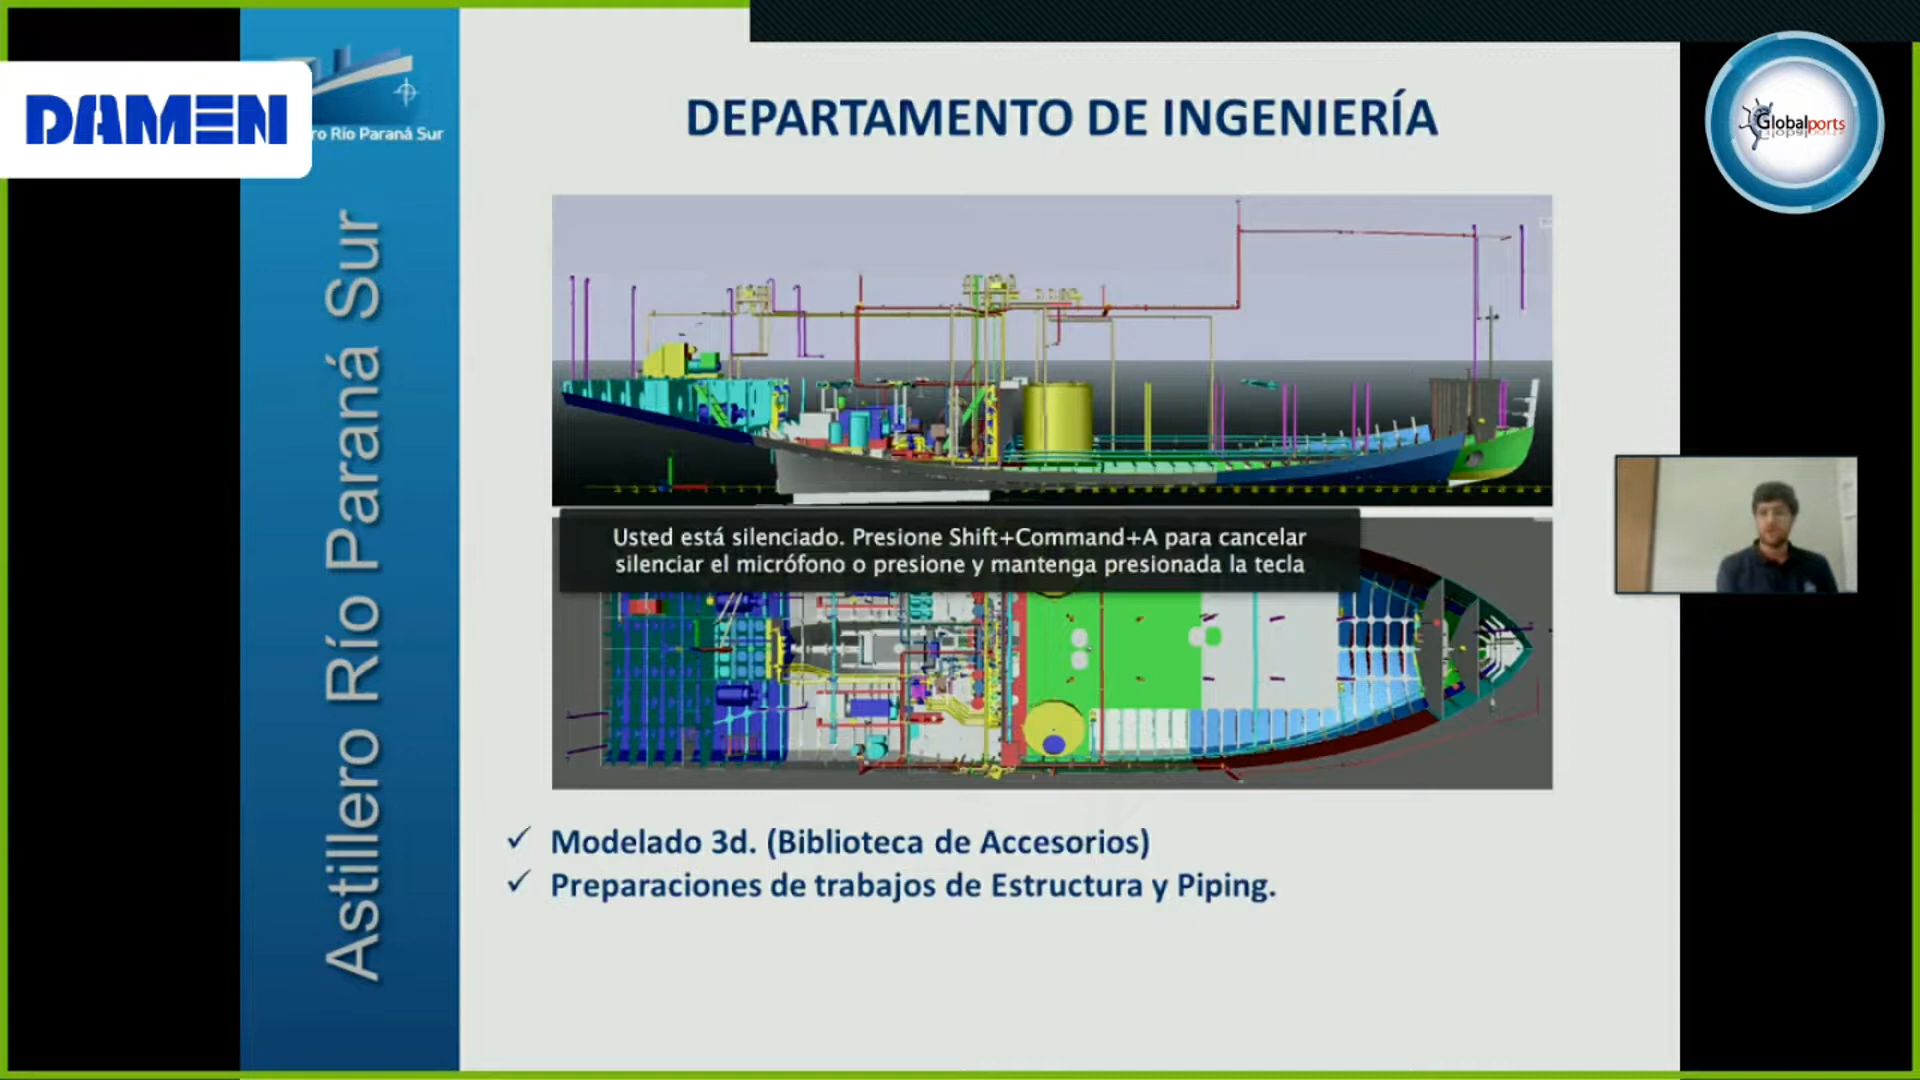 DAMEN
ro Río Paraná Sur
Astillero Río Paraná Sur
DEPARTAMENTO DE INGENIERÍA
Globalports
Usted está silenciado. Presione Shift+Command+A para cancelar
silenciar el micrófono o presione y mantenga presionada la tecla
✓ Modelado 3d. (Biblioteca de Accesorios)
✓ Preparaciones de trabajos de Estructura y Piping.